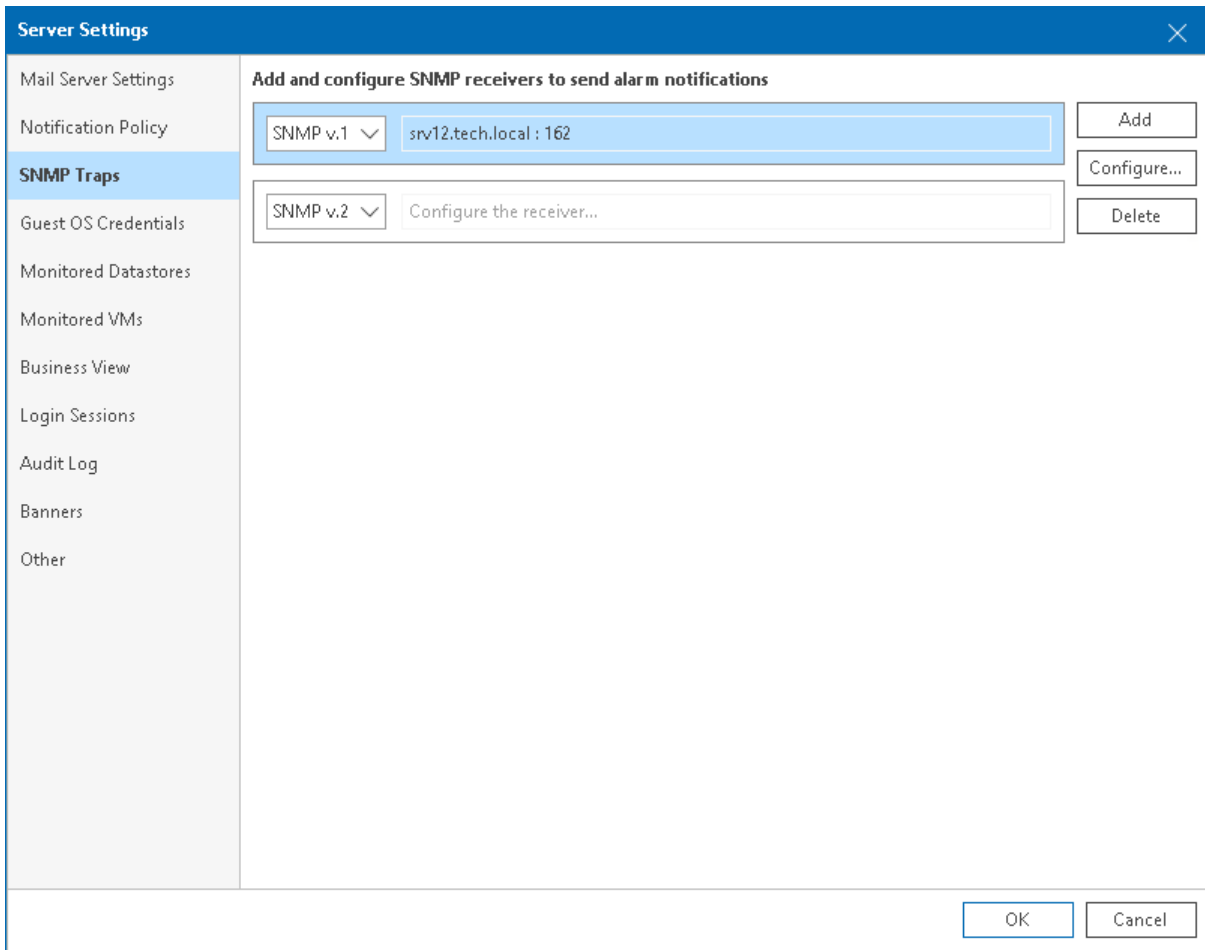 Server Settings
Mail Server Settings
Notification Policy
SNMP Traps
Guest OS Credentials
Monitored Datastores
Monitored VMs
Business View
Login Sessions
Audit Log
Banners
Other
Add and configure SNMP receivers to send alarm notifications
SNMP v.1 srv12.tech.local : 162
SNMP v.2 Configure the receiver...
Add
Configure...
Delete
OK Cancel